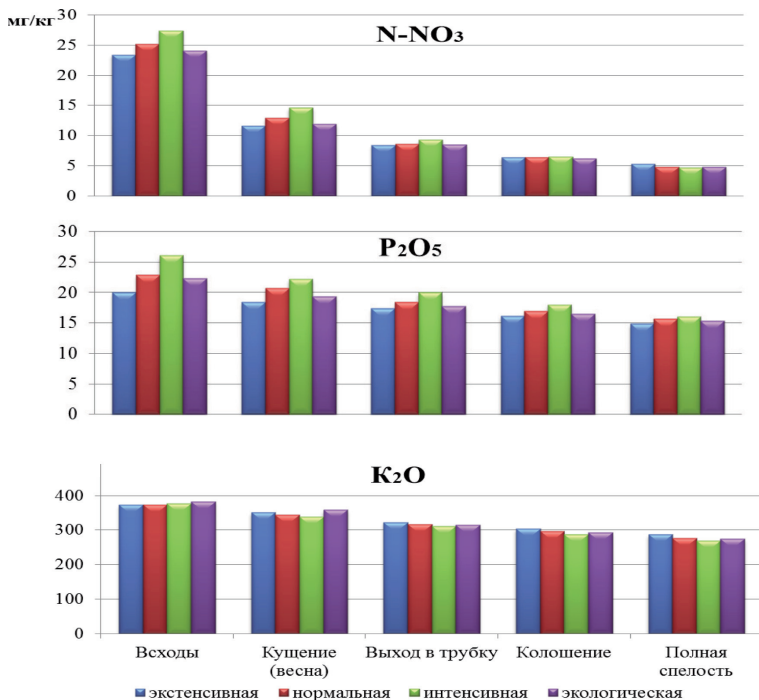 мг/кг
N-NO₃
30
25
20
15
10
5
0
P₂O₅
30
25
20
15
10
5
0
K₂O
400
300
200
100
0
Всходы
Кущение
(весна)
Выход в трубку
Колошение
Полная
спелость
экстенсивная нормальная интенсивная экологическая